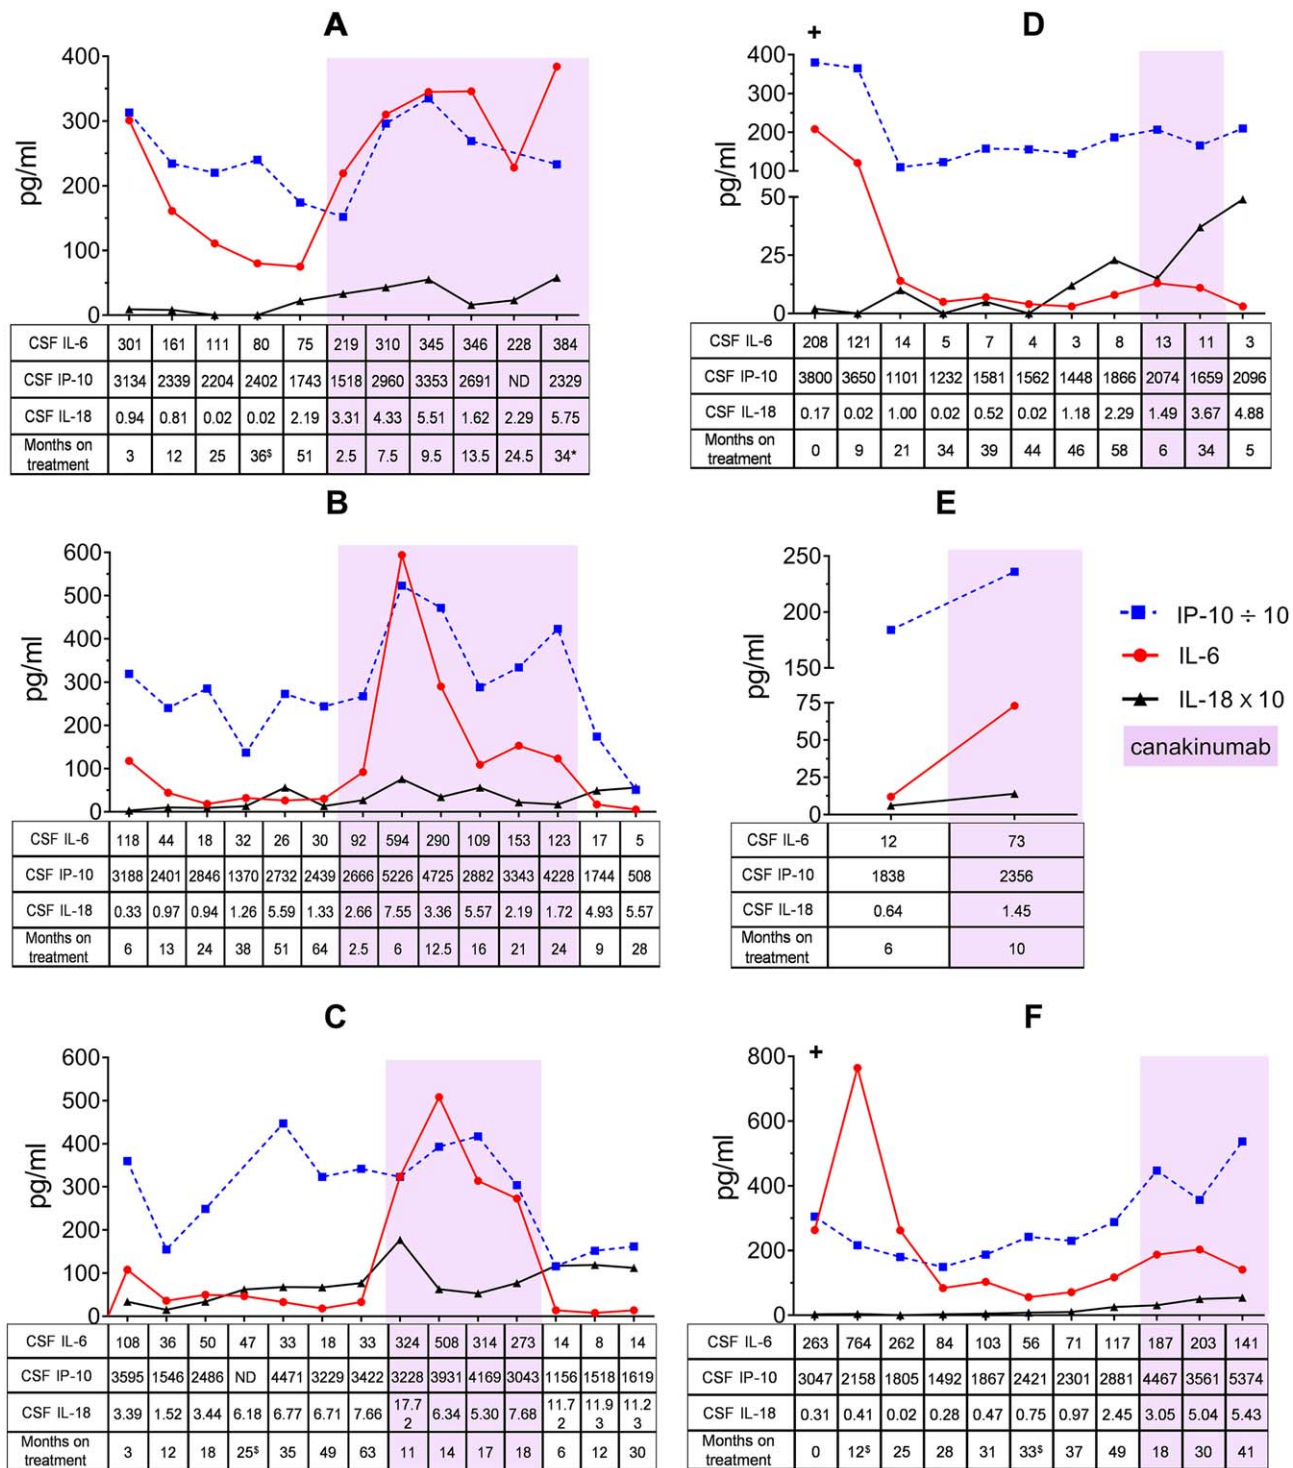 A
400
300
200
100
0
pg/ml
CSF IL-6 301 161 111 80 75 219 310 345 346 228 384
CSF IP-10 3134 2339 2204 2402 1743 1518 2960 3353 2691 ND 2329
CSF IL-18 0.94 0.81 0.02 0.02 2.19 3.31 4.33 5.51 1.62 2.29 5.75
Months on
treatment 3 12 25 36$ 51 2.5 7.5 9.5 13.5 24.5 34*
D
+
400
300
200
100
50
25
0
pg/ml
CSF IL-6 208 121 14 5 7 4 3 8 13 11 3
CSF IP-10 3800 3650 1101 1232 1581 1562 1448 1866 2074 1659 2096
CSF IL-18 0.17 0.02 1.00 0.02 0.52 0.02 1.18 2.29 1.49 3.67 4.88
Months on
treatment 0 9 21 34 39 44 46 58 6 34 5
B
600
500
400
300
200
100
0
pg/ml
CSF IL-6 118 44 18 32 26 30 92 594 290 109 153 123 17 5
CSF IP-10 3188 2401 2846 1370 2732 2439 2666 5226 4725 2882 3343 4228 1744 508
CSF IL-18 0.33 0.97 0.94 1.26 5.59 1.33 2.66 7.55 3.36 5.57 2.19 1.72 4.93 5.57
Months on
treatment 6 13 24 38 51 64 2.5 6 12.5 16 21 24 9 28
E
250
200
150
75
50
25
0
pg/ml
CSF IL-6 12 73
CSF IP-10 1838 2356
CSF IL-18 0.64 1.45
Months on
treatment 6 10
IP-10 ÷ 10
IL-6
IL-18 x 10
canakinumab
C
600
500
400
300
200
100
0
pg/ml
CSF IL-6 108 36 50 47 33 18 33 324 508 314 273 14 8 14
CSF IP-10 3595 1546 2486 ND 4471 3229 3422 3228 3931 4169 3043 1156 1518 1619
CSF IL-18 3.39 1.52 3.44 6.18 6.77 6.71 7.66 17.72 6.34 5.30 7.68 11.72 11.93 11.23
Months on
treatment 3 12 18 25$ 35 49 63 11 14 17 18 6 12 30
F
+
800
600
400
200
0
pg/ml
CSF IL-6 263 764 262 84 103 56 71 117 187 203 141
CSF IP-10 3047 2158 1805 1492 1867 2421 2301 2881 4467 3561 5374
CSF IL-18 0.31 0.41 0.02 0.28 0.47 0.75 0.97 2.45 3.05 5.04 5.43
Months on
treatment 0 12$ 25 28 31 33$ 37 49 18 30 41